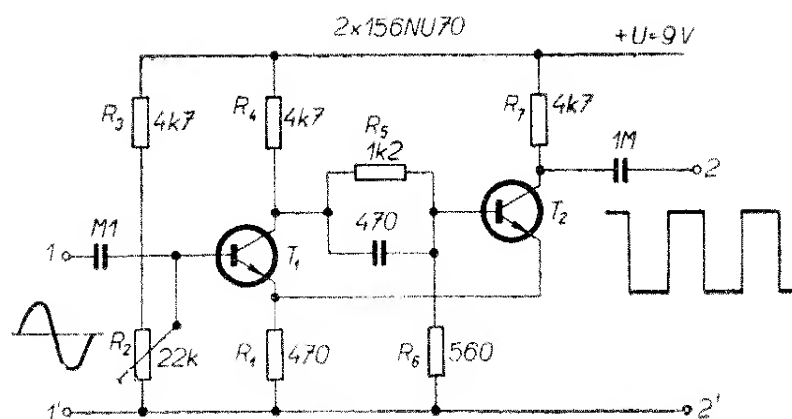 2x156NU70
+U=9V
R3 4k7
R4 4k7
R5
1k2
R7 4k7
1M
2
470
T2
1
M1
T1
R2 22k
R1 470
R6 560
1'
2'